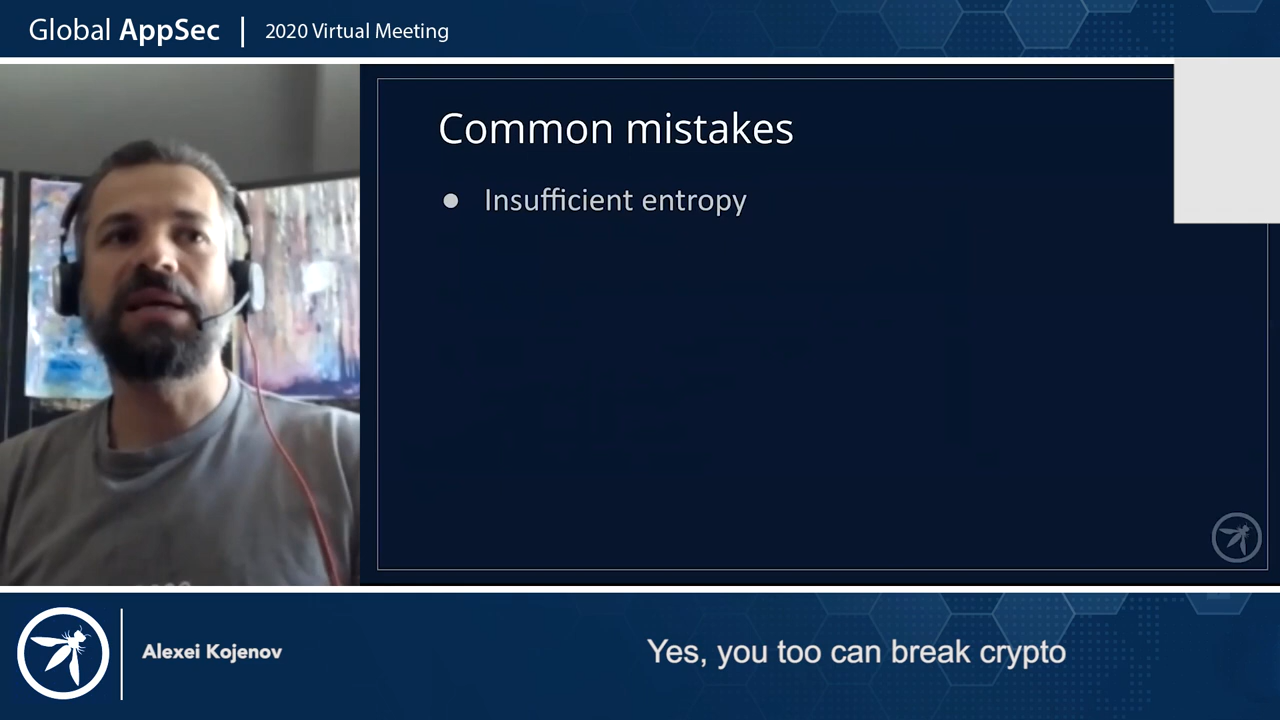 Global AppSec | 2020 Virtual Meeting
Common mistakes
● Insufficient entropy
Alexei Kojenov
Yes, you too can break crypto